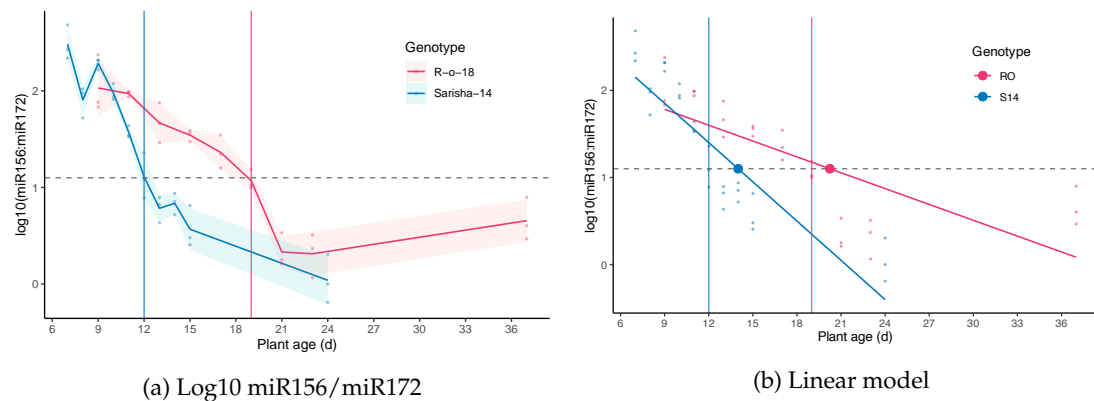 log10(miR156:miR172)
2
1
0
6
9
12
15
18
21
24
27
30
33
36
Plant age (d)
Genotype
R-o-18
Sarisha-14
(a) Log10 miR156/miR172
log10(miR156:miR172)
2
1
0
6
9
12
15
18
21
24
27
30
33
36
Plant age (d)
Genotype
RO
S14
(b) Linear model